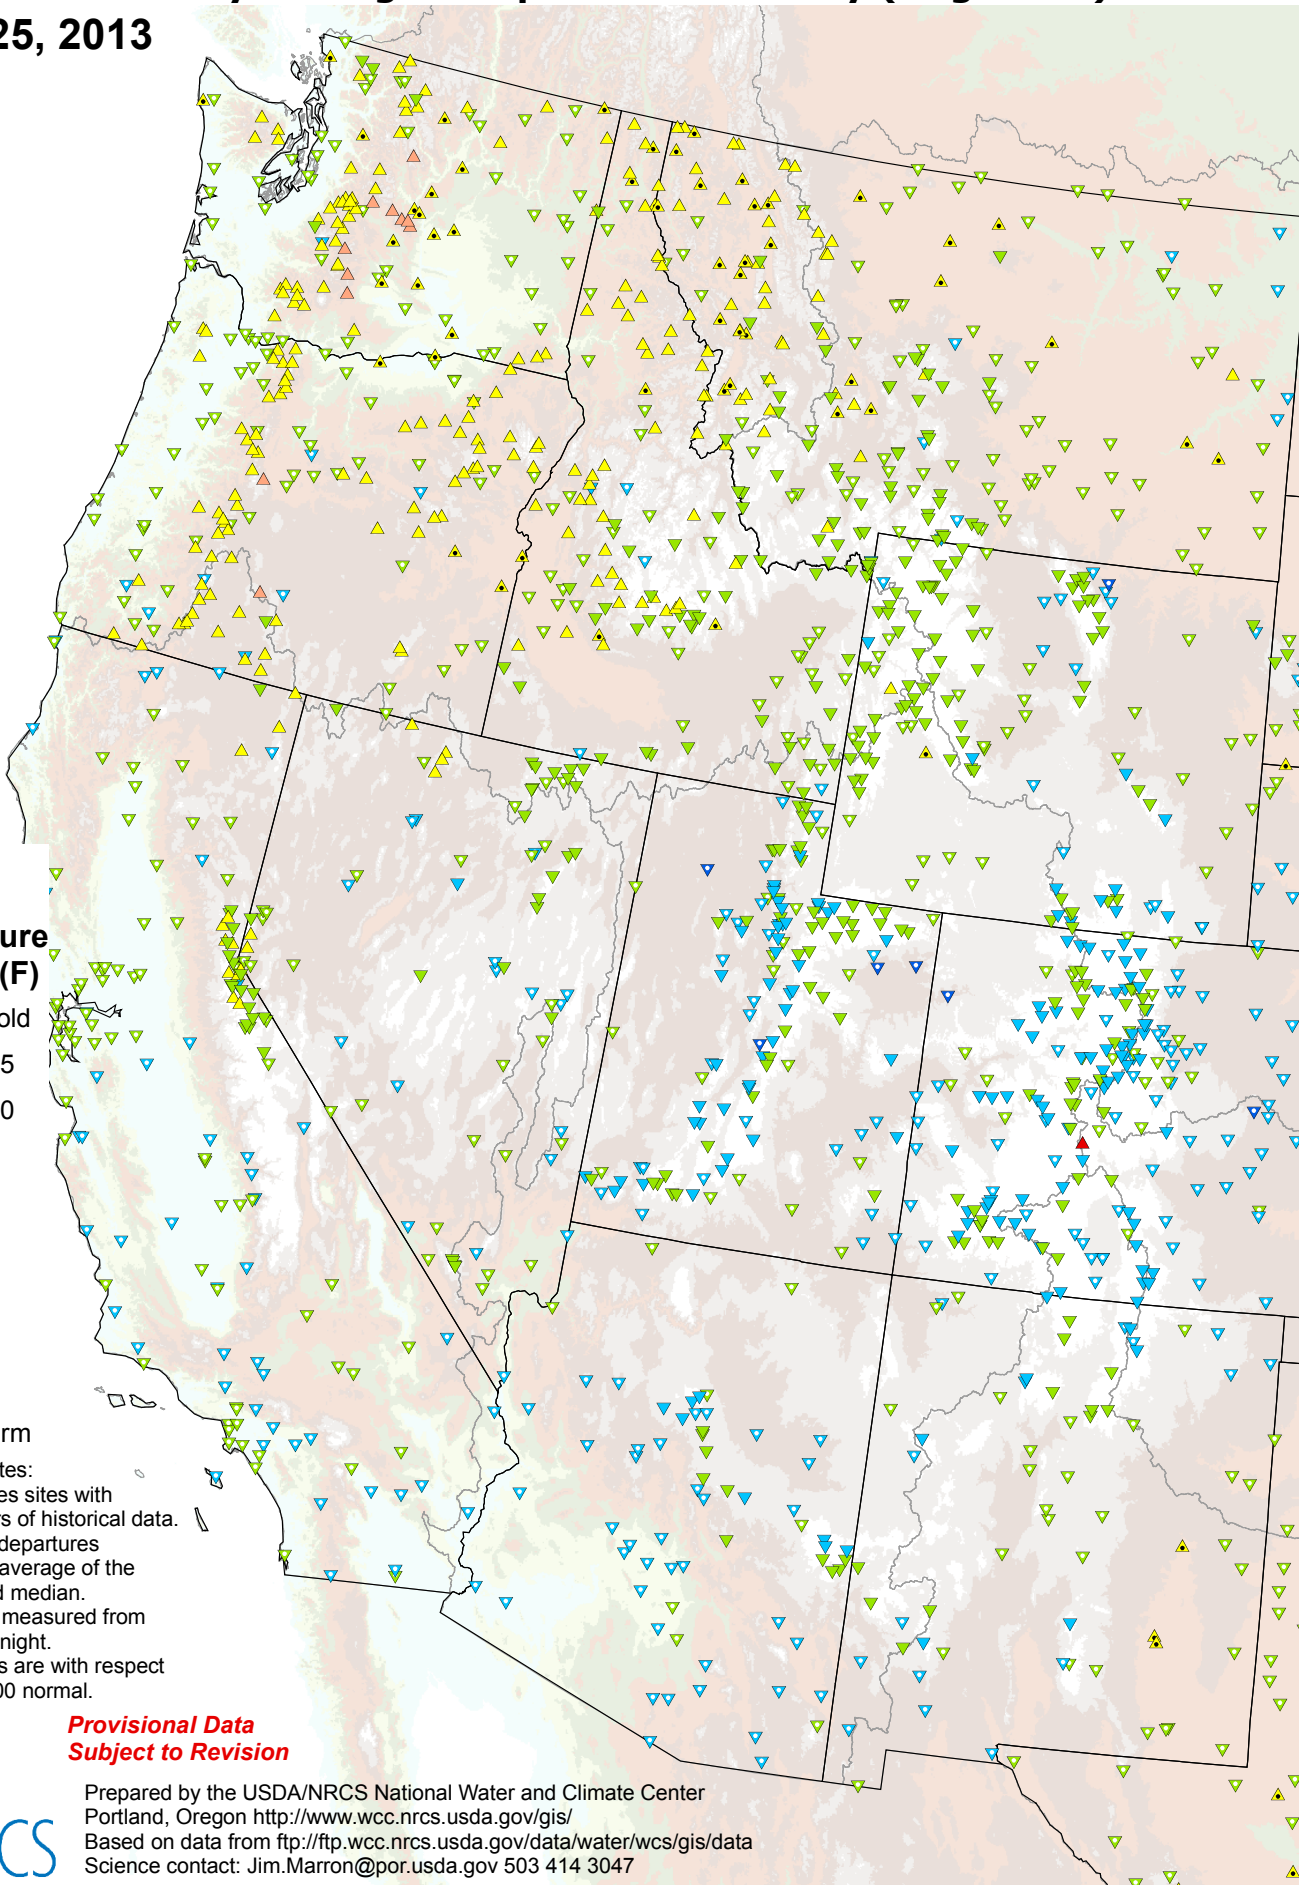 25, 2013
ure
(F)
old
5
0
rm
tes:
es sites with
rs of historical data.
departures
average of the
d median.
measured from
night.
s are with respect
00 normal.
Provisional Data
Subject to Revision
Prepared by the USDA/NRCS National Water and Climate Center
Portland, Oregon http://www.wcc.nrcs.usda.gov/gis/
Based on data from ftp://ftp.wcc.nrcs.usda.gov/data/water/wcs/gis/data
Science contact: Jim.Marron@por.usda.gov 503 414 3047
CS